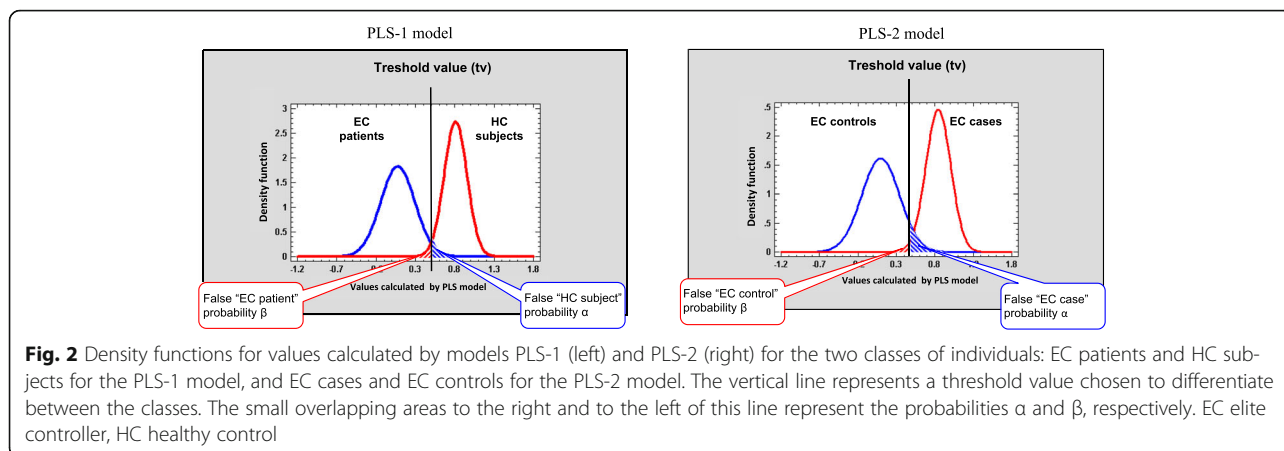 PLS-1 model
Treshold value (tv)
3
2.5
2
1.5
1
0.5
0
Density function
EC patients
HC subjects
-1.2 -0.7 -0.3 0.3 0.8 1.3 1.8
Values calculated by PLS model
False "EC patient" probability β
False "HC subject" probability α
PLS-2 model
Treshold value (tv)
.5
2
.5
1
.5
0
Density function
EC controls
EC cases
-1.2 -0.7 -0.2 0.3 0.8 1.3 1.8
Values calculated by PLS model
False "EC control" probability β
False "EC case" probability α
Fig. 2 Density functions for values calculated by models PLS-1 (left) and PLS-2 (right) for the two classes of individuals: EC patients and HC sub-
jects for the PLS-1 model, and EC cases and EC controls for the PLS-2 model. The vertical line represents a threshold value chosen to differentiate
between the classes. The small overlapping areas to the right and to the left of this line represent the probabilities α and β, respectively. EC elite
controller, HC healthy control